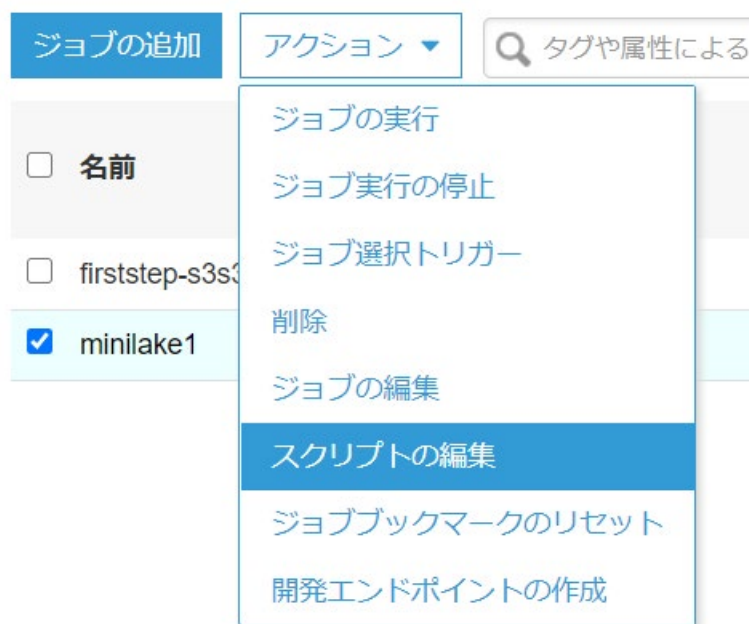 ジョブの追加 アクション タグや属性による
ジョブの実行
名前
ジョブ実行の停止
ジョブ選択トリガー
firststep-s3s3
削除
minilake1
ジョブの編集
スクリプトの編集
ジョブブックマークのリセット
開発エンドポイントの作成